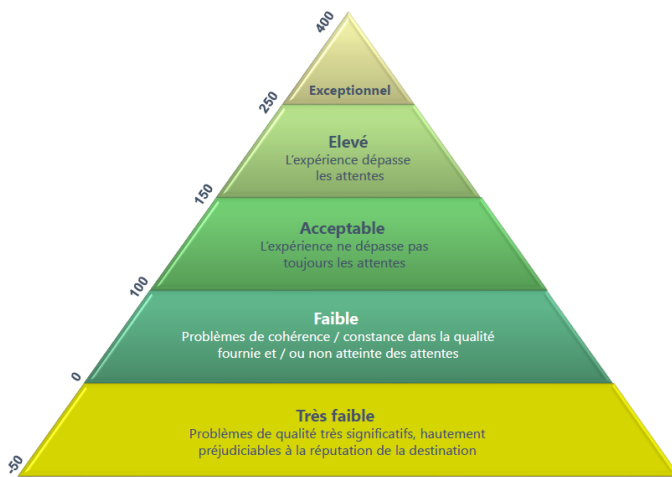 400
Exceptionnel
250
Elevé
L'expérience dépasse
les attentes
150
Acceptable
L'expérience ne dépasse pas
toujours les attentes
100
Faible
Problèmes de cohérence / constance dans la qualité
fournie et / ou non atteinte des attentes
0
Très faible
Problèmes de qualité très significatifs, hautement
préjudiciables à la réputation de la destination
-50